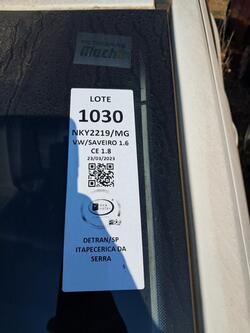 LOTE
1030
NKY2219/MG
VW/SAVEIRO 1.6
CE 1.8
23/03/2023
DETRAN/SP
ITAPECERICA DA
SERRA